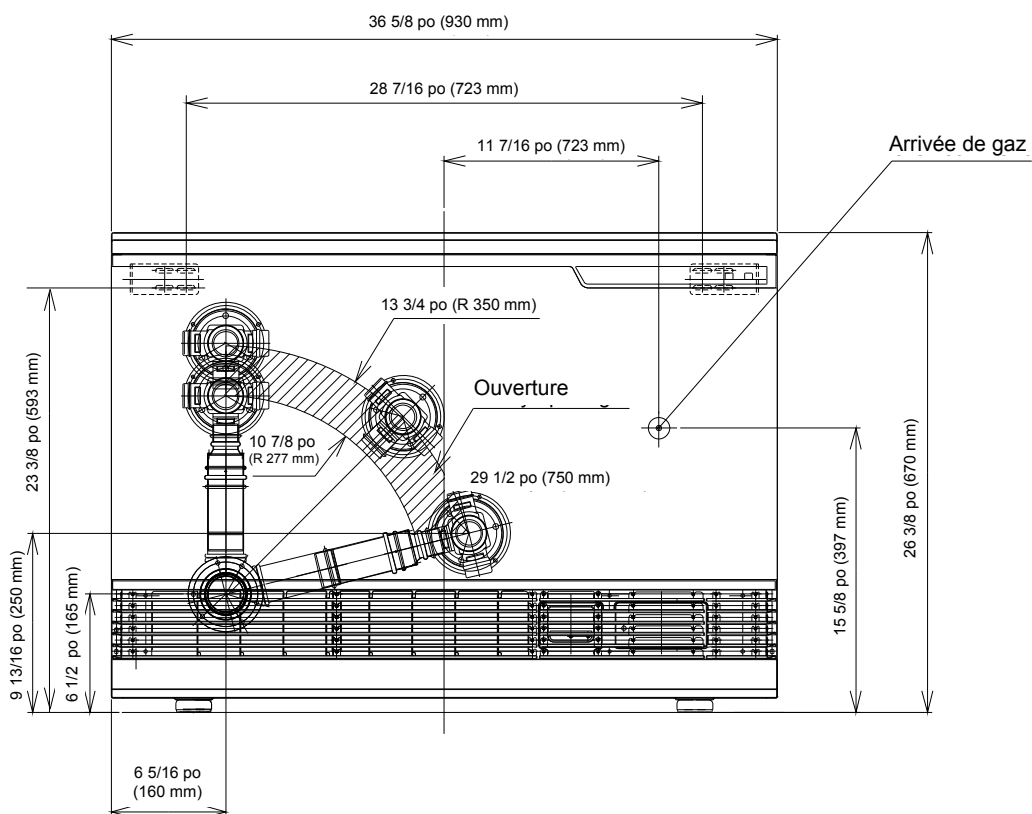 36 5/8 po (930 mm)
28 7/16 po (723 mm)
11 7/16 po (723 mm)
Arrivée de gaz
13 3/4 po (R 350 mm)
Ouverture
10 7/8 po
(R 277 mm)
29 1/2 po (750 mm)
23 3/8 po (593 mm)
9 13/16 po (250 mm)
6 1/2 po (165 mm)
15 5/8 po (397 mm)
26 3/8 po (670 mm)
6 5/16 po
(160 mm)